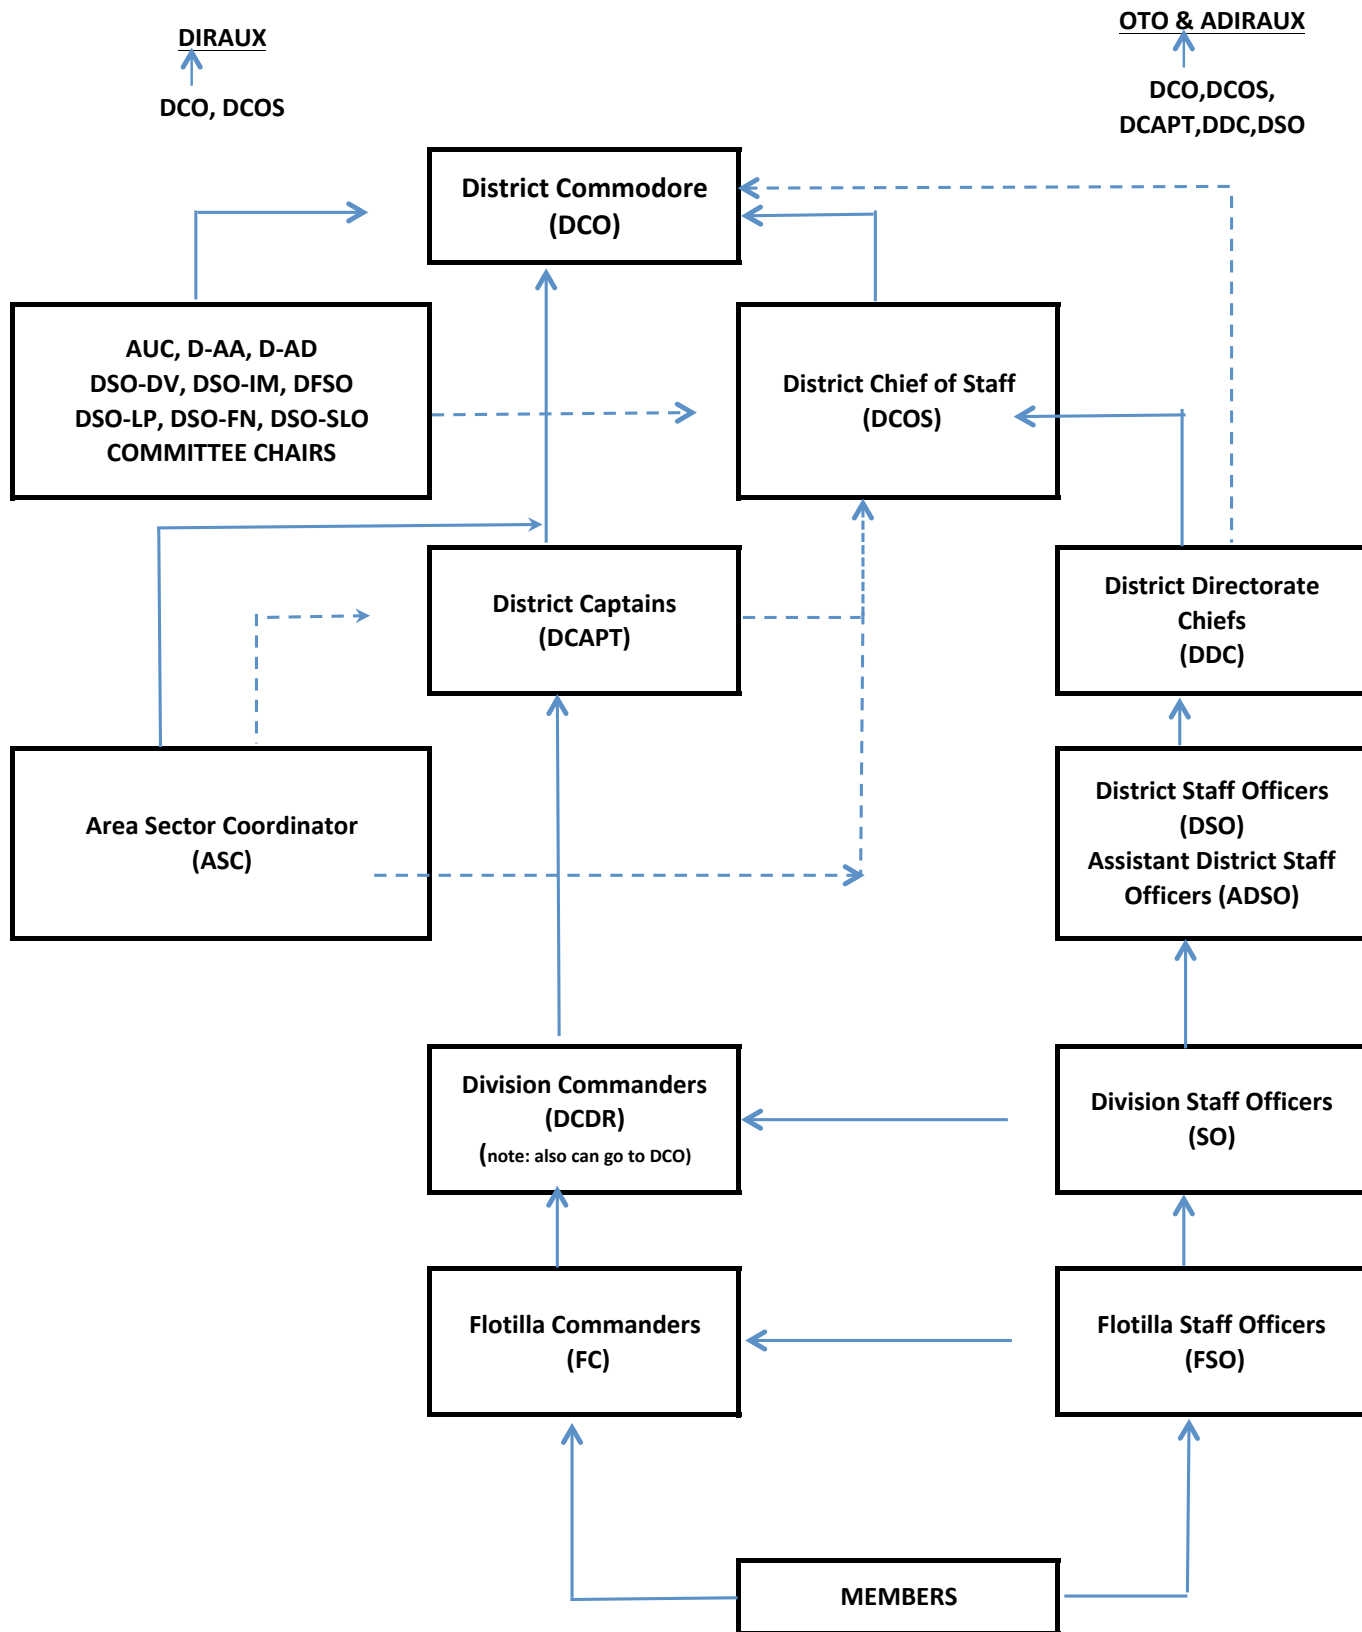 DIRAUX
DCO, DCOS
OTO & ADIRAUX
DCO,DCOS,
DCAPT,DDC,DSO
District Commodore
(DCO)
AUC, D-AA, D-AD
DSO-DV, DSO-IM, DFSO
DSO-LP, DSO-FN, DSO-SLO
COMMITTEE CHAIRS
District Chief of Staff
(DCOS)
District Captains
(DCAPT)
District Directorate
Chiefs
(DDC)
Area Sector Coordinator
(ASC)
District Staff Officers
(DSO)
Assistant District Staff
Officers (ADSO)
Division Commanders
(DCDR)
(note: also can go to DCO)
Division Staff Officers
(SO)
Flotilla Commanders
(FC)
Flotilla Staff Officers
(FSO)
MEMBERS